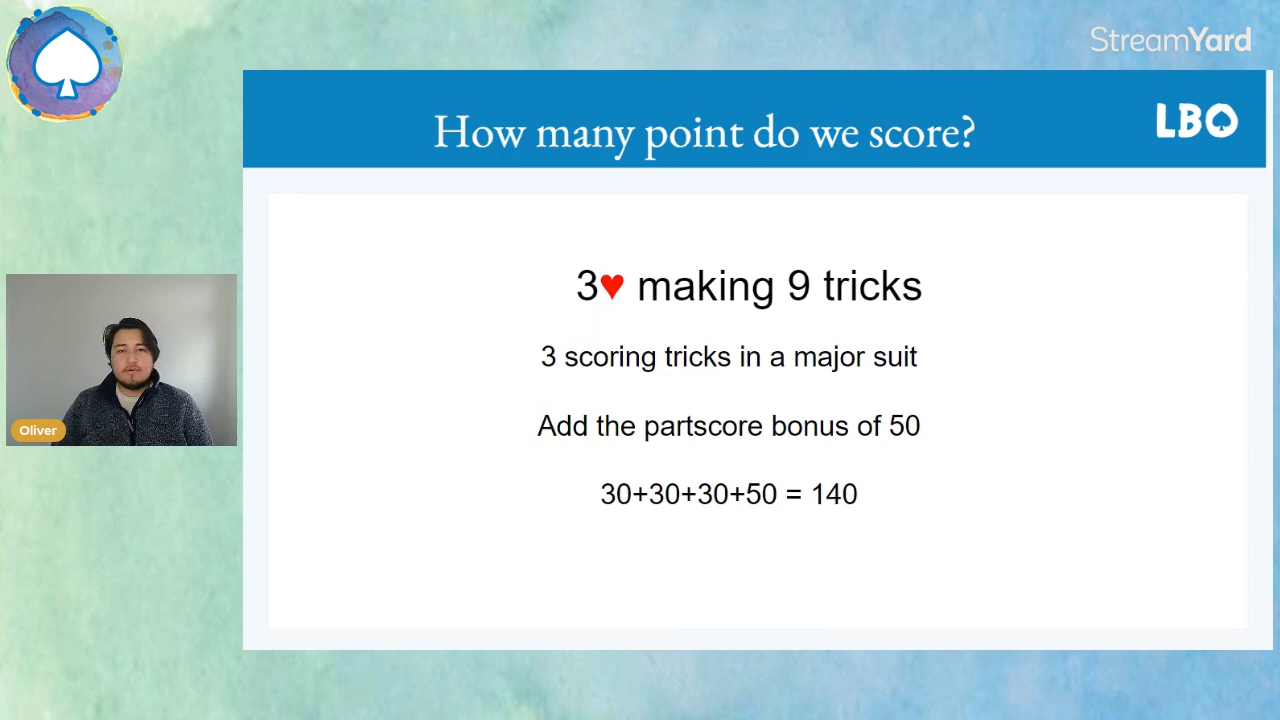 StreamYard
How many point do we score?
LBO
3♥ making 9 tricks
3 scoring tricks in a major suit
Add the partscore bonus of 50
30+30+30+50 = 140
Oliver